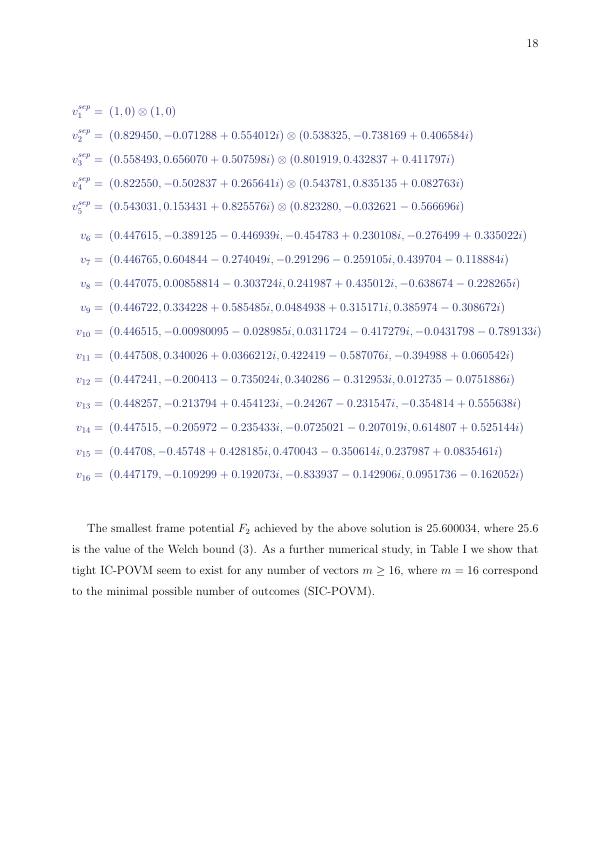 18
v_1^{sep} = (1, 0) ⊗ (1, 0)
v_2^{sep} = (0.829450, −0.071288 + 0.554012i) ⊗ (0.538325, −0.738169 + 0.406584i)
v_3^{sep} = (0.558493, 0.656070 + 0.507598i) ⊗ (0.801919, 0.432837 + 0.411797i)
v_4^{sep} = (0.822550, −0.502837 + 0.265641i) ⊗ (0.543781, 0.835135 + 0.082763i)
v_5^{sep} = (0.543031, 0.153431 + 0.825576i) ⊗ (0.823280, −0.032621 − 0.566696i)
v_6 = (0.447615, −0.389125 − 0.446939i, −0.454783 + 0.230108i, −0.276499 + 0.335022i)
v_7 = (0.446765, 0.604844 − 0.274049i, −0.291296 − 0.259105i, 0.439704 − 0.118884i)
v_8 = (0.447075, 0.00858814 − 0.303724i, 0.241987 + 0.435012i, −0.638674 − 0.228265i)
v_9 = (0.446722, 0.334228 + 0.585485i, 0.0484938 + 0.315171i, 0.385974 − 0.308672i)
v_{10} = (0.446515, −0.00980095 − 0.028985i, 0.0311724 − 0.417279i, −0.0431798 − 0.789133i)
v_{11} = (0.447508, 0.340026 + 0.0366212i, 0.422419 − 0.587076i, −0.394988 + 0.060542i)
v_{12} = (0.447241, −0.200413 − 0.735024i, 0.340286 − 0.312953i, 0.012735 − 0.0751886i)
v_{13} = (0.448257, −0.213794 + 0.454123i, −0.24267 − 0.231547i, −0.354814 + 0.555638i)
v_{14} = (0.447515, −0.205972 − 0.235433i, −0.0725021 − 0.207019i, 0.614807 + 0.525144i)
v_{15} = (0.44708, −0.45748 + 0.428185i, 0.470043 − 0.350614i, 0.237987 + 0.0835461i)
v_{16} = (0.447179, −0.109299 + 0.192073i, −0.833937 − 0.142906i, 0.0951736 − 0.162052i)
The smallest frame potential F_2 achieved by the above solution is 25.600034, where 25.6
is the value of the Welch bound (3). As a further numerical study, in Table I we show that
tight IC-POVM seem to exist for any number of vectors m ≥ 16, where m = 16 correspond
to the minimal possible number of outcomes (SIC-POVM).